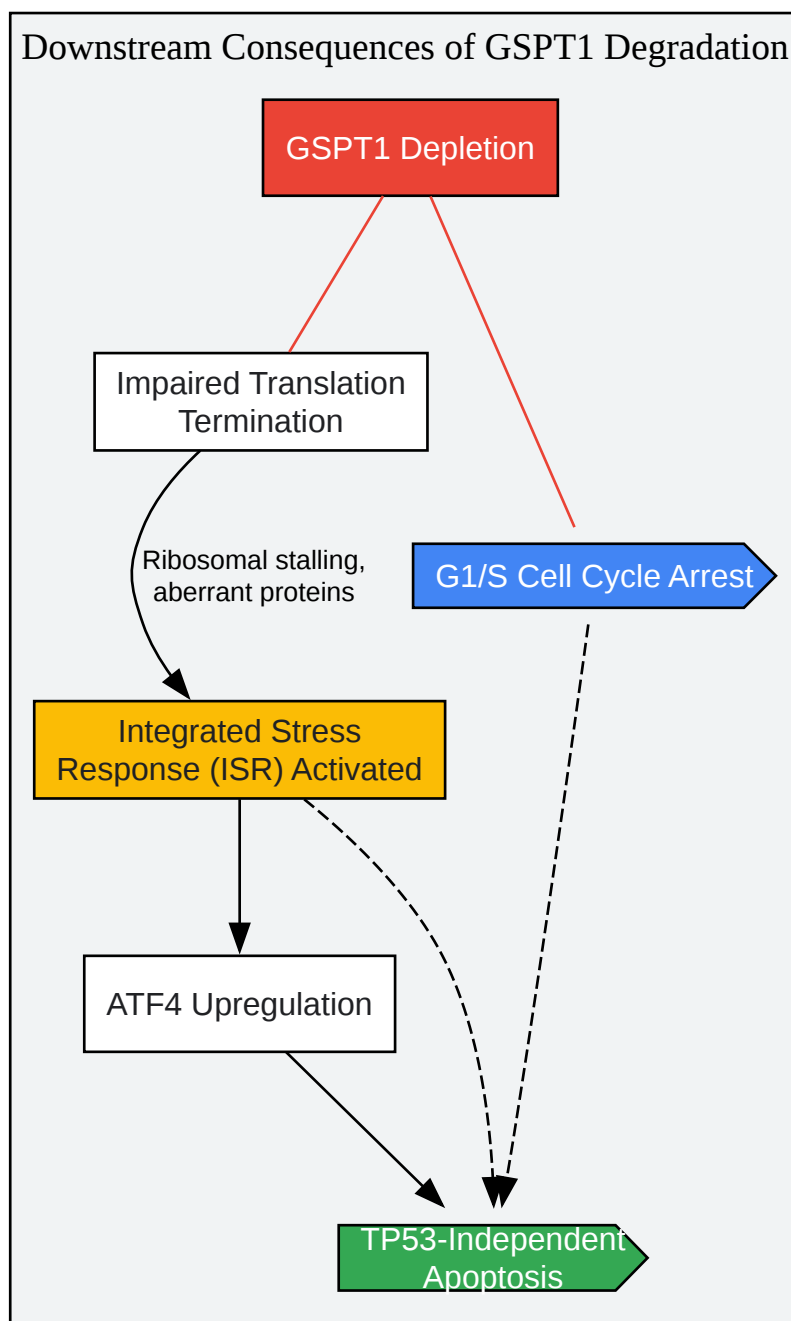 Downstream Consequences of GSPT1 Degradation
GSPT1 Depletion
Impaired Translation
Termination
Ribosomal stalling,
aberrant proteins
G1/S Cell Cycle Arrest
Integrated Stress
Response (ISR) Activated
ATF4 Upregulation
TP53-Independent
Apoptosis